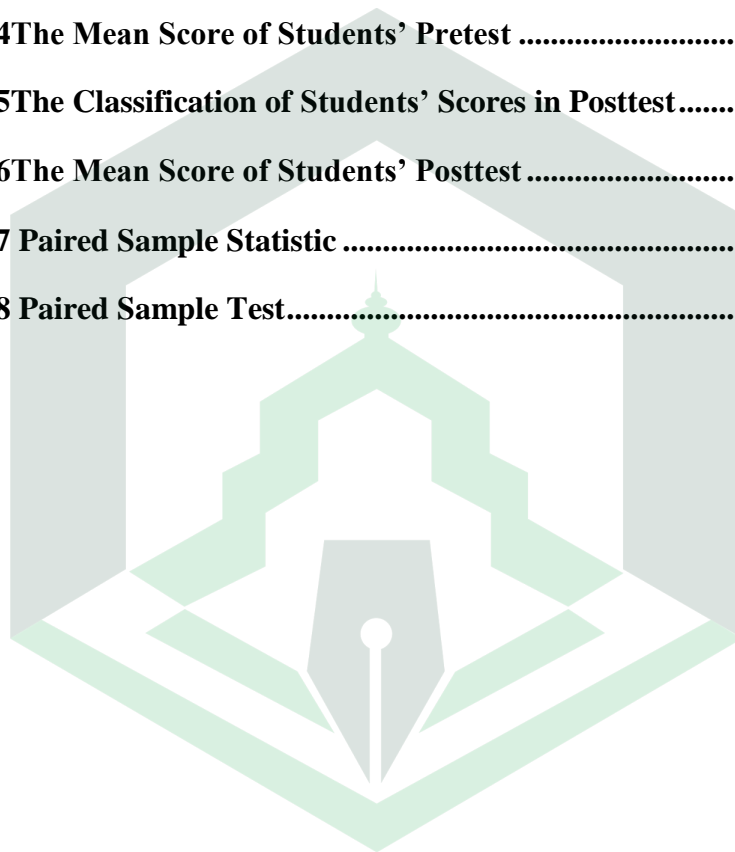 4The Mean Score of Students’ Pretest ...........................
5The Classification of Students’ Scores in Posttest.......
6The Mean Score of Students’ Posttest ..........................
7 Paired Sample Statistic .................................................
8 Paired Sample Test........................................................